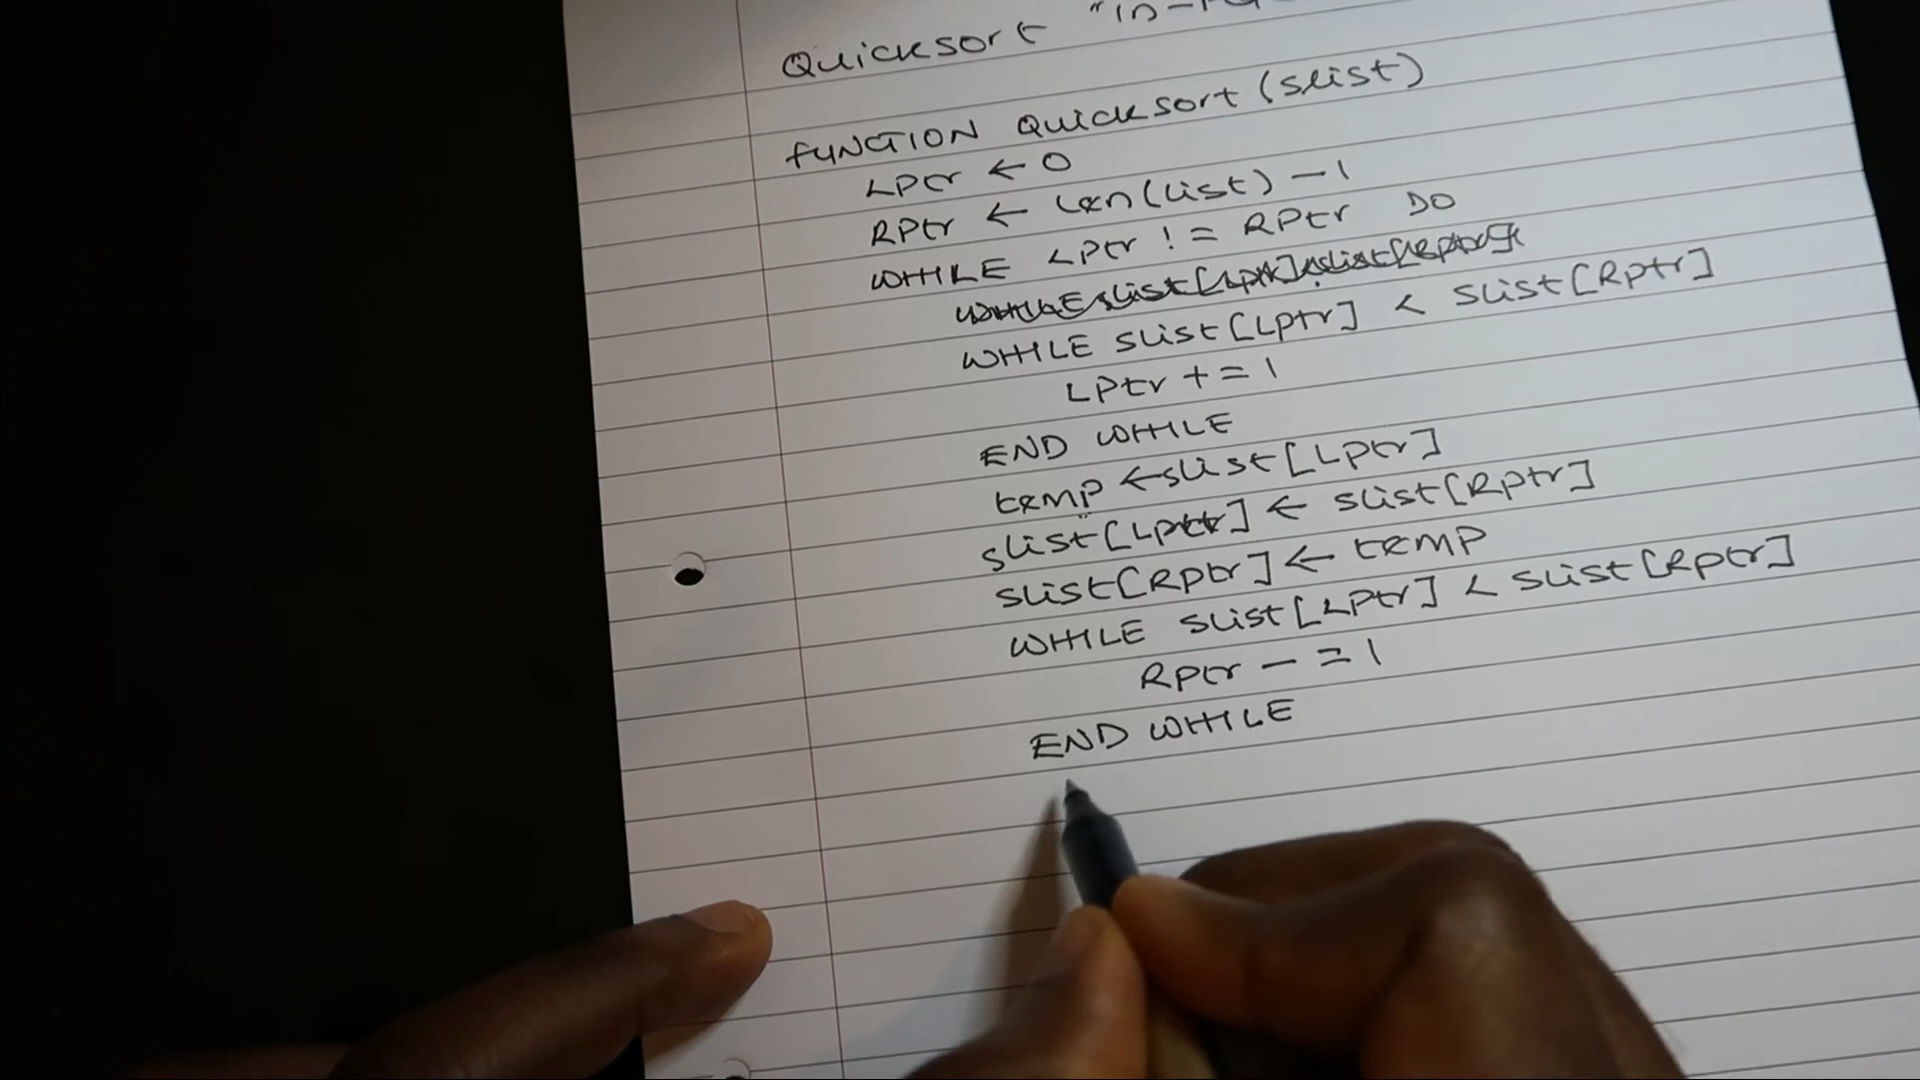 Quicksort "in-
FUNCTION Quicksort (slist)
LPtr ← 0
RPtr ← len(list) - 1
WHILE LPtr != RPtr DO
WHILE slist[Lptr] < slist[Rptr]
LPtr += 1
END WHILE
temp ← slist[Lptr]
slist[Lptr] ← slist[Rptr]
slist[Rptr] ← temp
WHILE slist[LPtr] < slist[Rptr]
Rptr -= 1
END WHILE